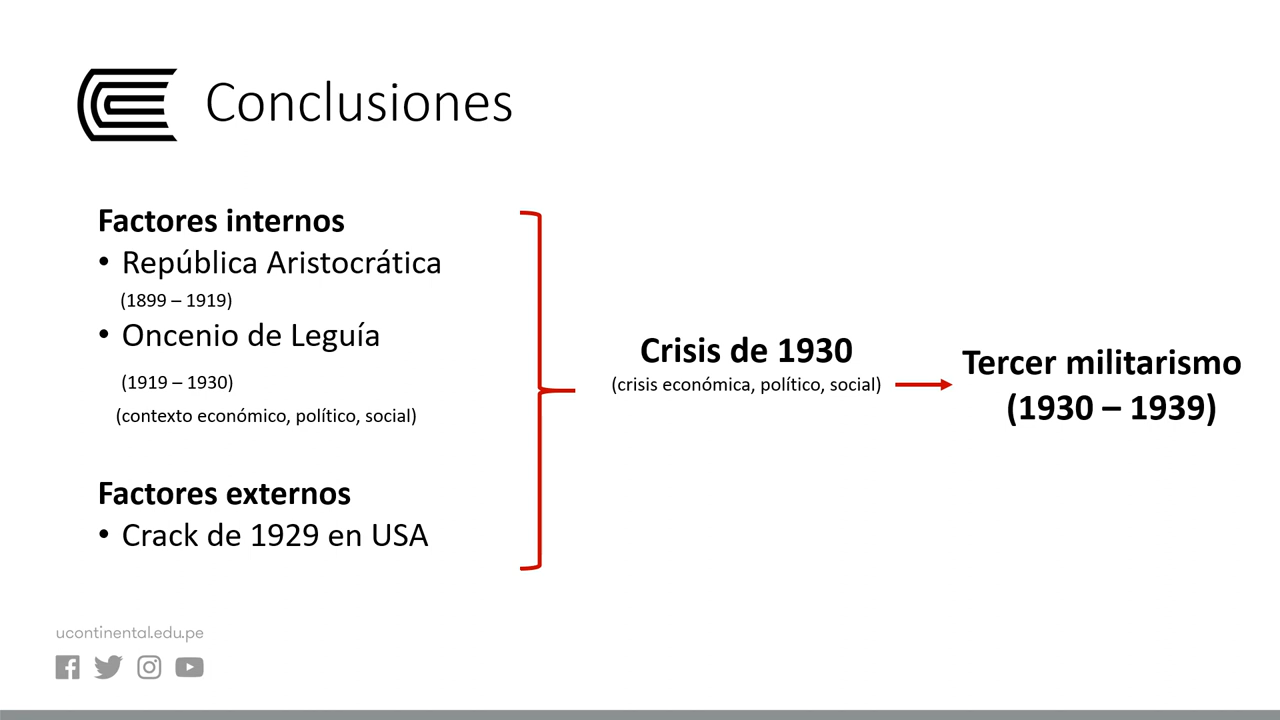 Conclusiones
Factores internos
• República Aristocrática
(1899 – 1919)
• Oncenio de Leguía
(1919 – 1930)
(contexto económico, político, social)
Factores externos
• Crack de 1929 en USA
Crisis de 1930
(crisis económica, político, social)
Tercer militarismo
(1930 – 1939)
ucontinental.edu.pe